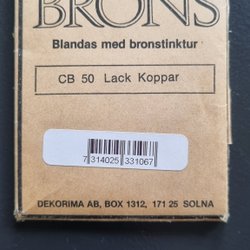 BRONS
Blandas med bronstinktur
CB 50 Lack Koppar
7 314025 331067
DEKORIMA AB, BOX 1312, 171 25 SOLNA